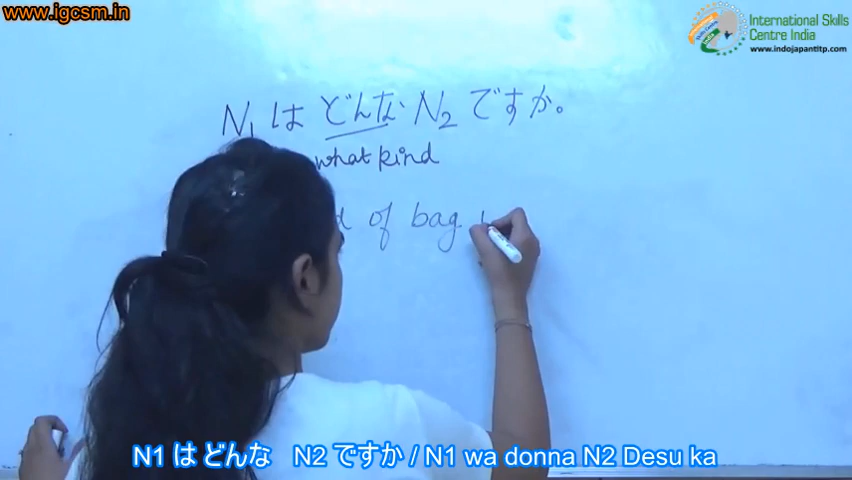 www.igcsm.in
International Skills
Centre India
www.indojapantitp.com
N1 は どんな N2 ですか。
what kind
of bag
N1 は どんな N2 ですか / N1 wa donna N2 Desu ka